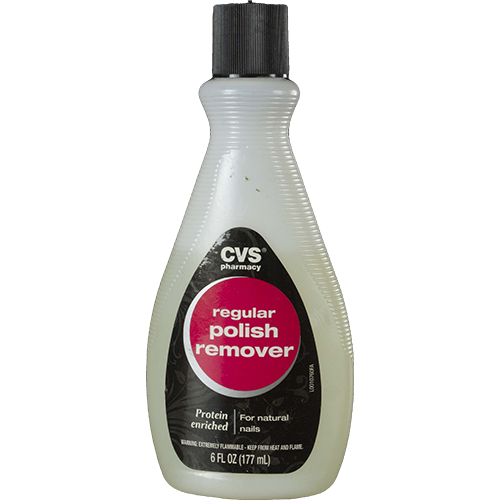 CVS®
pharmacy
regular
polish
remover
Protein
enriched
For natural
nails
WARNING: EXTREMELY FLAMMABLE • KEEP FROM HEAT AND FLAME.
6 FL OZ (177 mL)